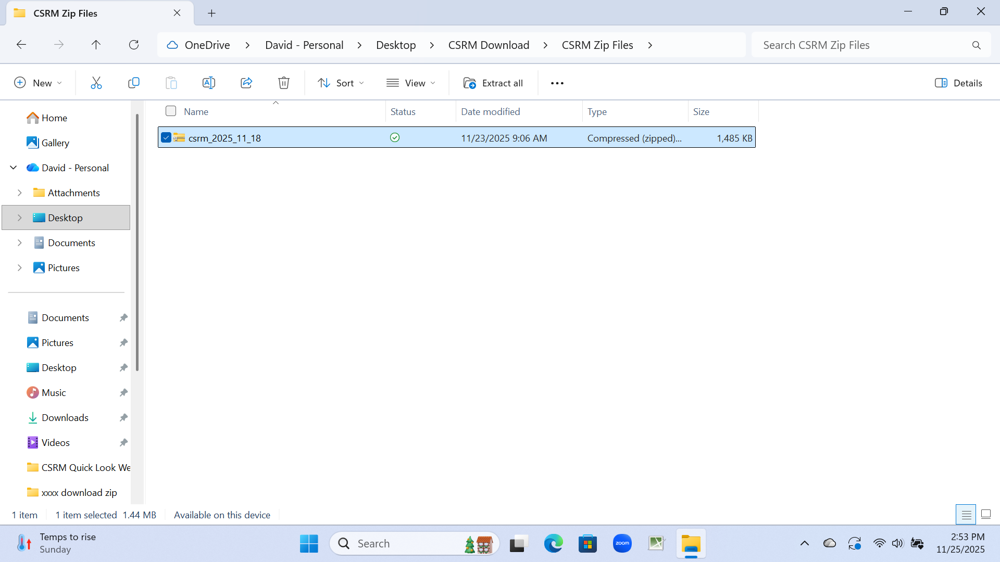 CSRM Zip Files
OneDrive > David - Personal > Desktop > CSRM Download > CSRM Zip Files >
Search CSRM Zip Files
New
Sort
View
Extract all
Details
Name Status Date modified Type Size
csrm_2025_11_18 11/23/2025 9:06 AM Compressed (zipped)... 1,485 KB
Home
Gallery
David - Personal
Attachments
Desktop
Documents
Pictures
Documents
Pictures
Desktop
Music
Downloads
Videos
CSRM Quick Look We
xxxx download zip
1 item 1 item selected 1.44 MB Available on this device
Temps to rise
Sunday
Search
zoom
2:53 PM
11/25/2025